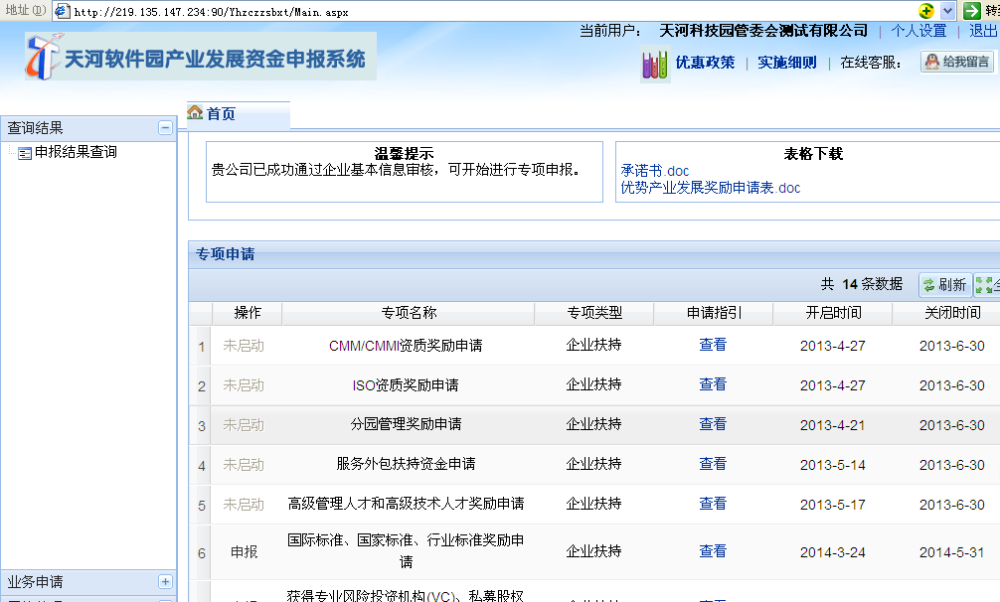 地址(D) http://219.135.147.234:90/Yhzczzsbxt/Main.aspx 转到
当前用户： 天河科技园管委会测试有限公司 | 个人设置 | 退出
天河软件园产业发展资金申报系统
优惠政策 | 实施细则 | 在线客服： 给我留言
首页
查询结果
申报结果查询
温馨提示
贵公司已成功通过企业基本信息审核，可开始进行专项申报。
表格下载
承诺书.doc
优势产业发展奖励申请表.doc
专项申请
共 14 条数据 刷新
操作 专项名称 专项类型 申请指引 开启时间 关闭时间
1 未启动 CMM/CMMI资质奖励申请 企业扶持 查看 2013-4-27 2013-6-30
2 未启动 ISO资质奖励申请 企业扶持 查看 2013-4-27 2013-6-30
3 未启动 分园管理奖励申请 企业扶持 查看 2013-4-21 2013-6-30
4 未启动 服务外包扶持资金申请 企业扶持 查看 2013-5-14 2013-6-30
5 未启动 高级管理人才和高级技术人才奖励申请 企业扶持 查看 2013-5-17 2013-6-30
6 申报 国际标准、国家标准、行业标准奖励申
请 企业扶持 查看 2014-3-24 2014-5-31
业务申请
获得专业风险投资机构(VC)、私募股权